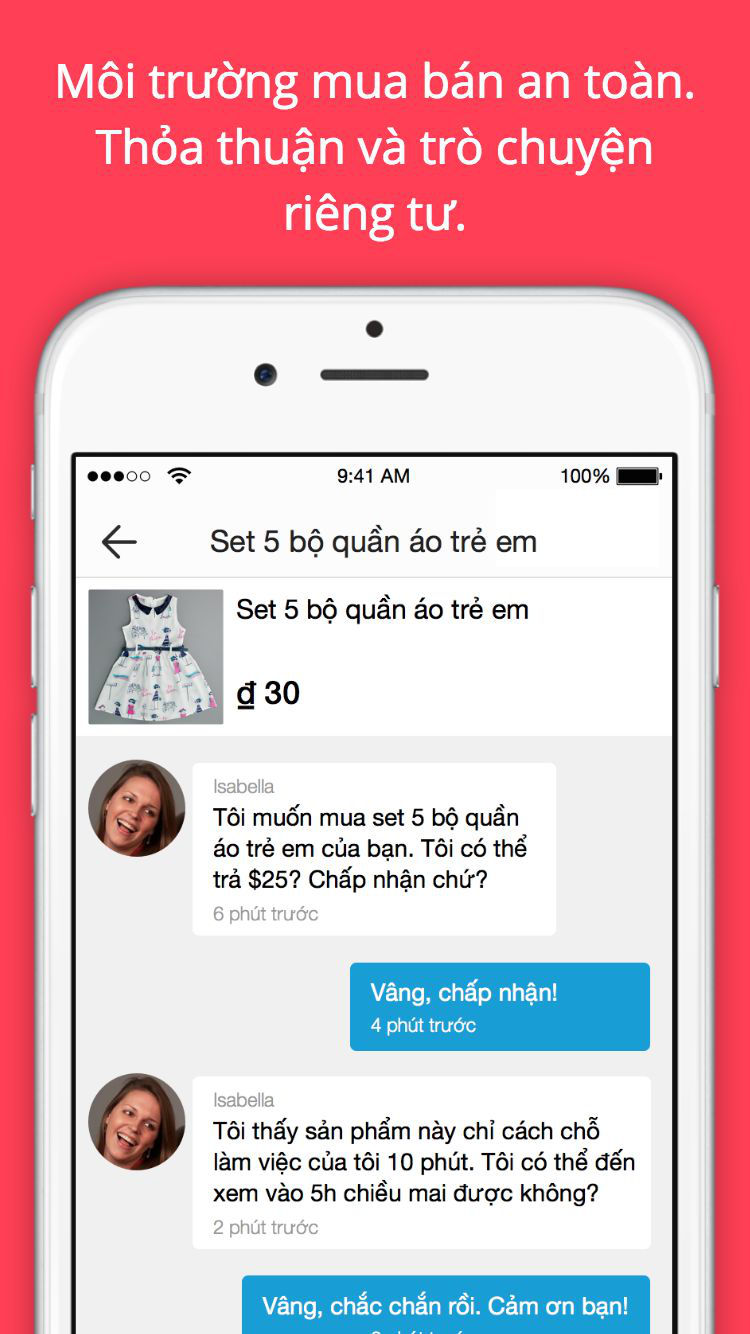 Môi trường mua bán an toàn.
Thỏa thuận và trò chuyện
riêng tư.
9:41 AM
100%
Set 5 bộ quần áo trẻ em
Set 5 bộ quần áo trẻ em
₫ 30
Isabella
Tôi muốn mua set 5 bộ quần
áo trẻ em của bạn. Tôi có thể
trả $25? Chấp nhận chứ?
6 phút trước
Vâng, chấp nhận!
4 phút trước
Isabella
Tôi thấy sản phẩm này chỉ cách chỗ
làm việc của tôi 10 phút. Tôi có thể đến
xem vào 5h chiều mai được không?
2 phút trước
Vâng, chắc chắn rồi. Cảm ơn bạn!